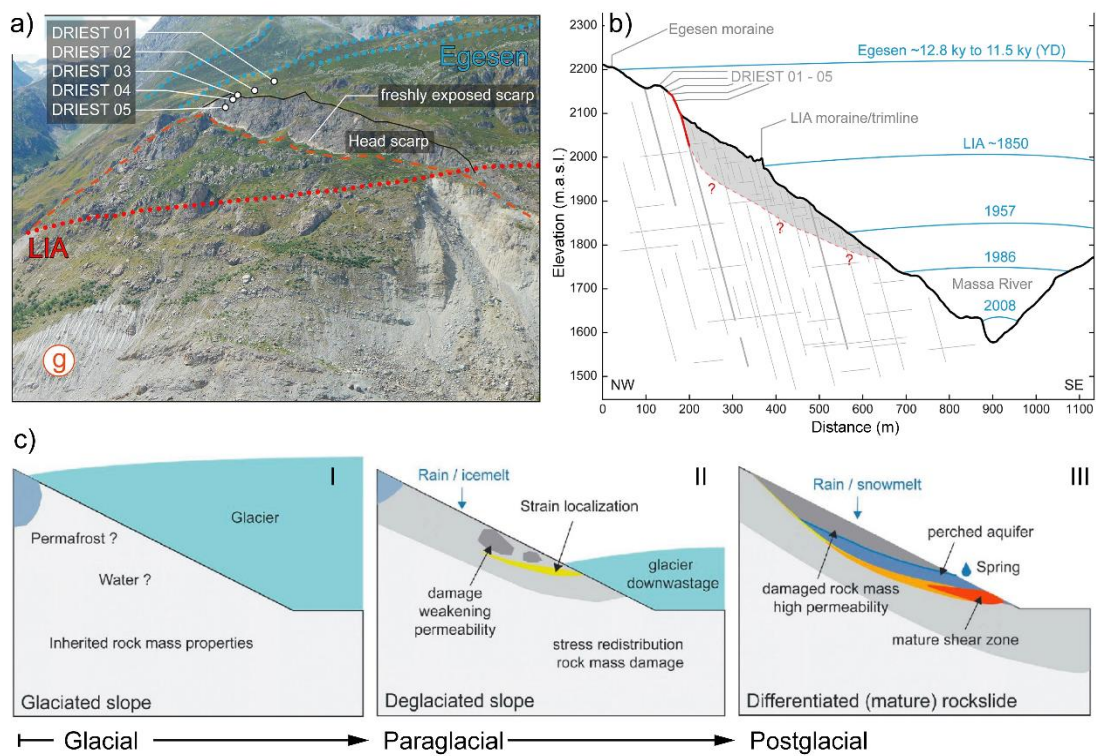 a)
DRIEST 01
DRIEST 02
DRIEST 03
DRIEST 04
DRIEST 05
Egesen
freshly exposed scarp
Head scarp
LIA
g
b)
Egesen moraine
Egesen ~12.8 ky to 11.5 ky (YD)
DRIEST 01 - 05
LIA moraine/trimline
LIA ~1850
1957
1986
Massa River
2008
?
?
?
Elevation (m.a.s.l.)
2300
2200
2100
2000
1900
1800
1700
1600
1500
NW
SE
0
100
200
300
400
500
600
700
800
900
1000
1100
Distance (m)
c)
I
Glacier
Permafrost ?
Water ?
Inherited rock mass properties
Glaciated slope
II
Rain / icemelt
Strain localization
glacier
downwastage
damage
weakening
permeability
stress redistribution
rock mass damage
Deglaciated slope
III
Rain / snowmelt
perched aquifer
Spring
damaged rock mass
high permeability
mature shear zone
Differentiated (mature) rockslide
Glacial
Paraglacial
Postglacial